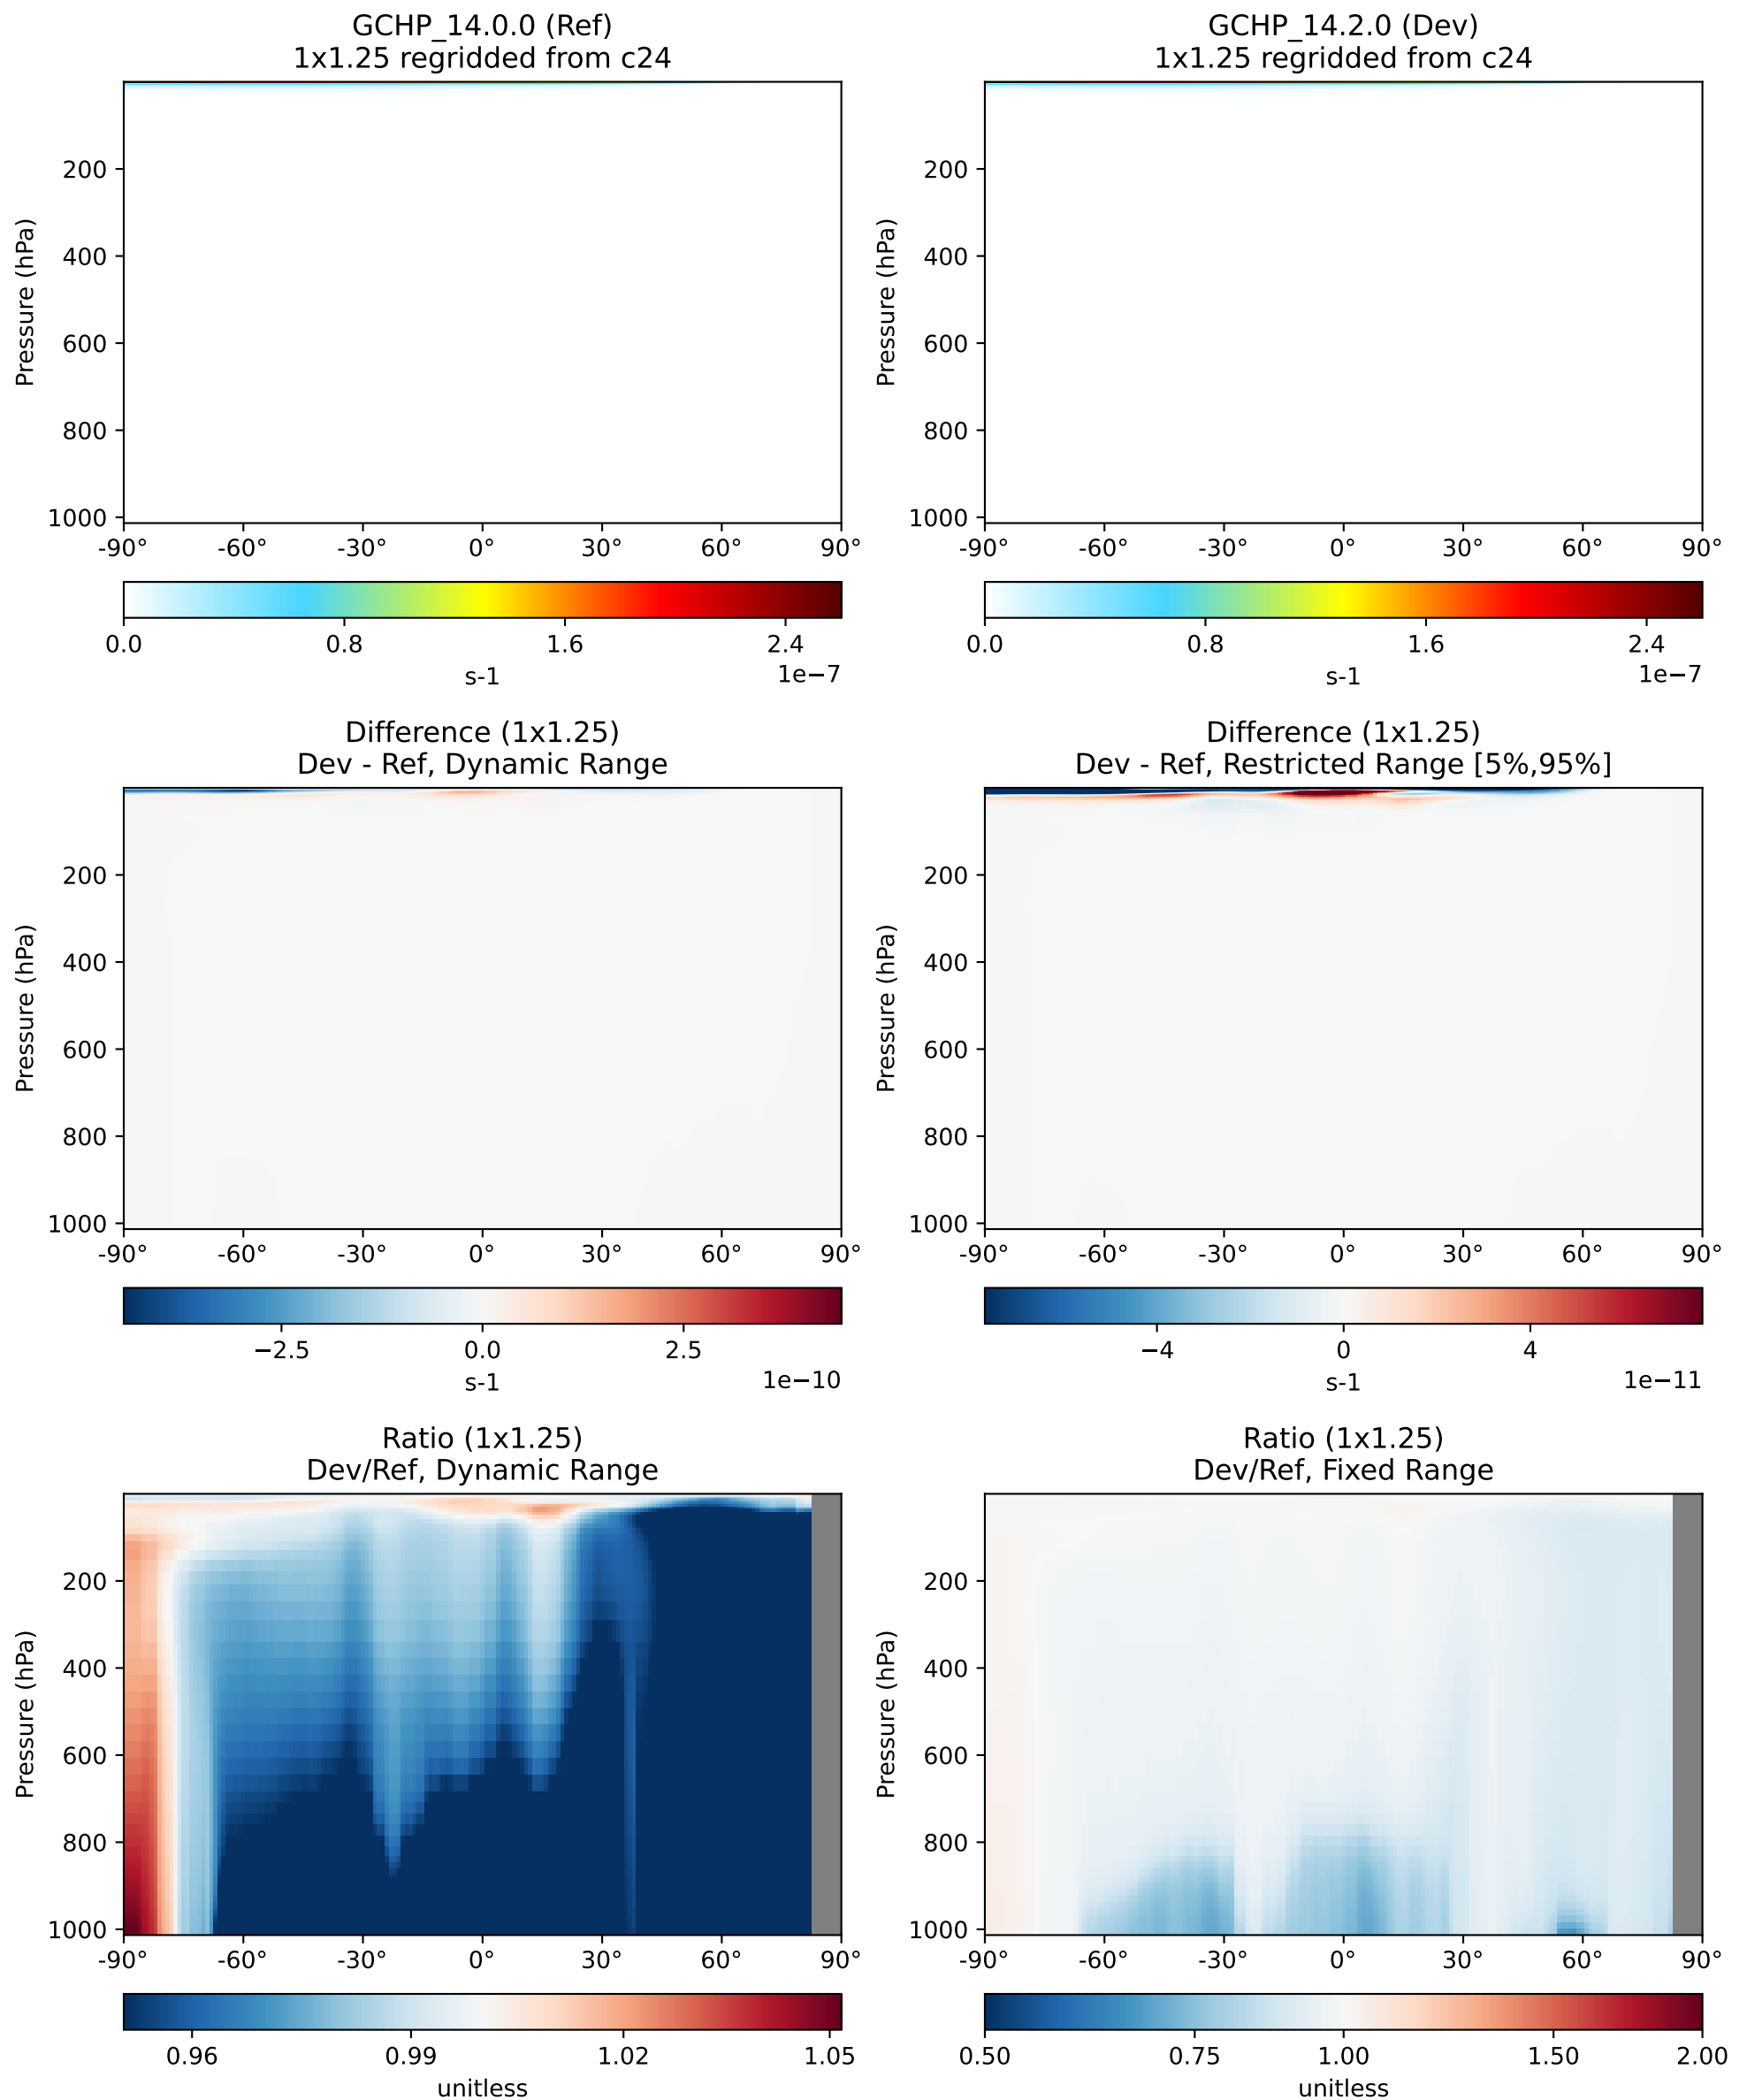 GCHP_14.0.0 (Ref)
1x1.25 regridded from c24
GCHP_14.2.0 (Dev)
1x1.25 regridded from c24
Pressure (hPa)
200
400
600
800
1000
-90° -60° -30° 0° 30° 60° 90°
0.0 0.8 1.6 2.4
s-1
1e−7
Pressure (hPa)
200
400
600
800
1000
-90° -60° -30° 0° 30° 60° 90°
0.0 0.8 1.6 2.4
s-1
1e−7
Difference (1x1.25)
Dev - Ref, Dynamic Range
Difference (1x1.25)
Dev - Ref, Restricted Range [5%,95%]
Pressure (hPa)
200
400
600
800
1000
-90° -60° -30° 0° 30° 60° 90°
−2.5 0.0 2.5
s-1
1e−10
Pressure (hPa)
200
400
600
800
1000
-90° -60° -30° 0° 30° 60° 90°
−4 0 4
s-1
1e−11
Ratio (1x1.25)
Dev/Ref, Dynamic Range
Ratio (1x1.25)
Dev/Ref, Fixed Range
Pressure (hPa)
200
400
600
800
1000
-90° -60° -30° 0° 30° 60° 90°
0.96 0.99 1.02 1.05
unitless
Pressure (hPa)
200
400
600
800
1000
-90° -60° -30° 0° 30° 60° 90°
0.50 0.75 1.00 1.50 2.00
unitless